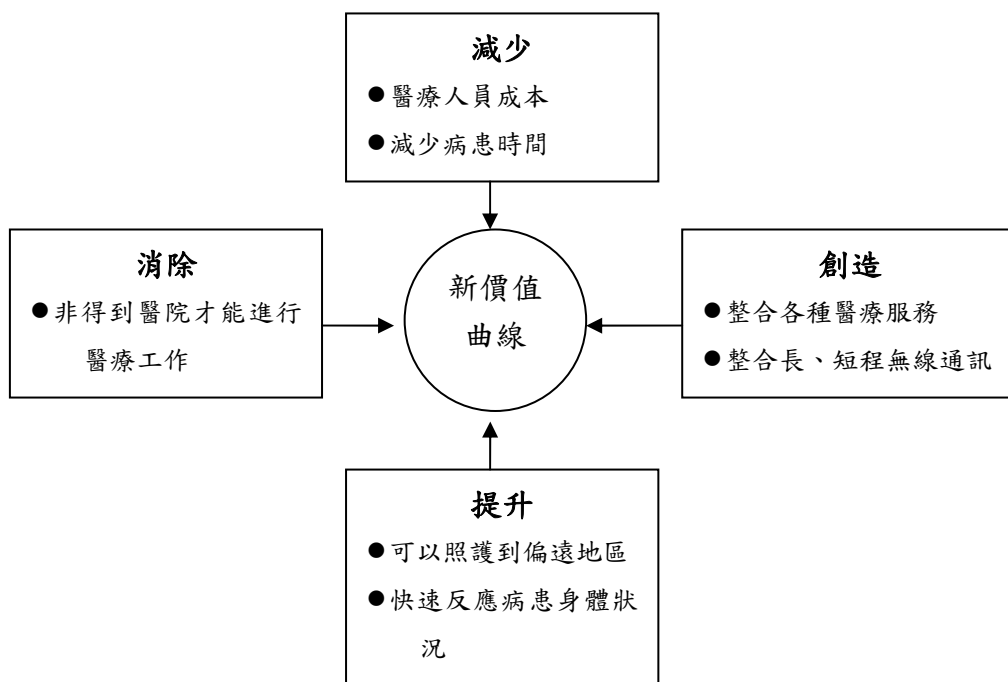 減少
●醫療人員成本
●減少病患時間
消除
●非得到醫院才能進行
醫療工作
新價值
曲線
創造
●整合各種醫療服務
●整合長、短程無線通訊
提升
●可以照護到偏遠地區
●快速反應病患身體狀
況